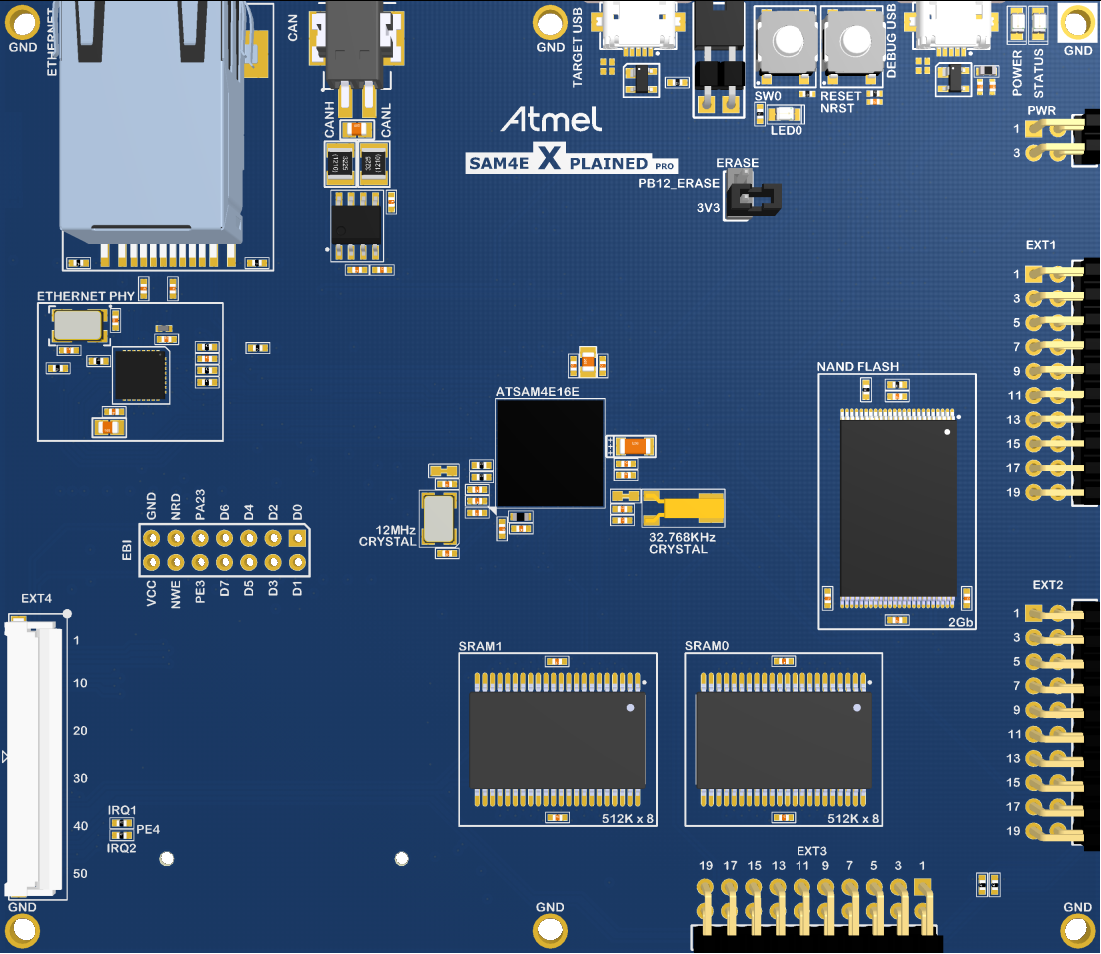 ETHERNET
CAN
TARGET USB
DEBUG USB
POWER
STATUS
GND
GND
GND
CANH
CANL
SW0
RESET
NRST
LED0
PWR
1
3
Atmel
SAM4E X PLAINED PRO
3225
(1210)
3225
(1210)
ERASE
PB12_ERASE
3V3
EXT1
1
3
5
7
9
11
13
15
17
19
ETHERNET PHY
NAND FLASH
2Gb
ATSAM4E16E
12MHz
CRYSTAL
32.768KHz
CRYSTAL
EBI
GND NRD PA23 D6 D4 D2 D0
VCC NWE PE3 D7 D5 D3 D1
EXT4
1
10
20
30
40
50
EXT2
1
3
5
7
9
11
13
15
17
19
SRAM1
512K x 8
SRAM0
512K x 8
IRQ1
PE4
IRQ2
EXT3
19 17 15 13 11 9 7 5 3 1
GND
GND
GND